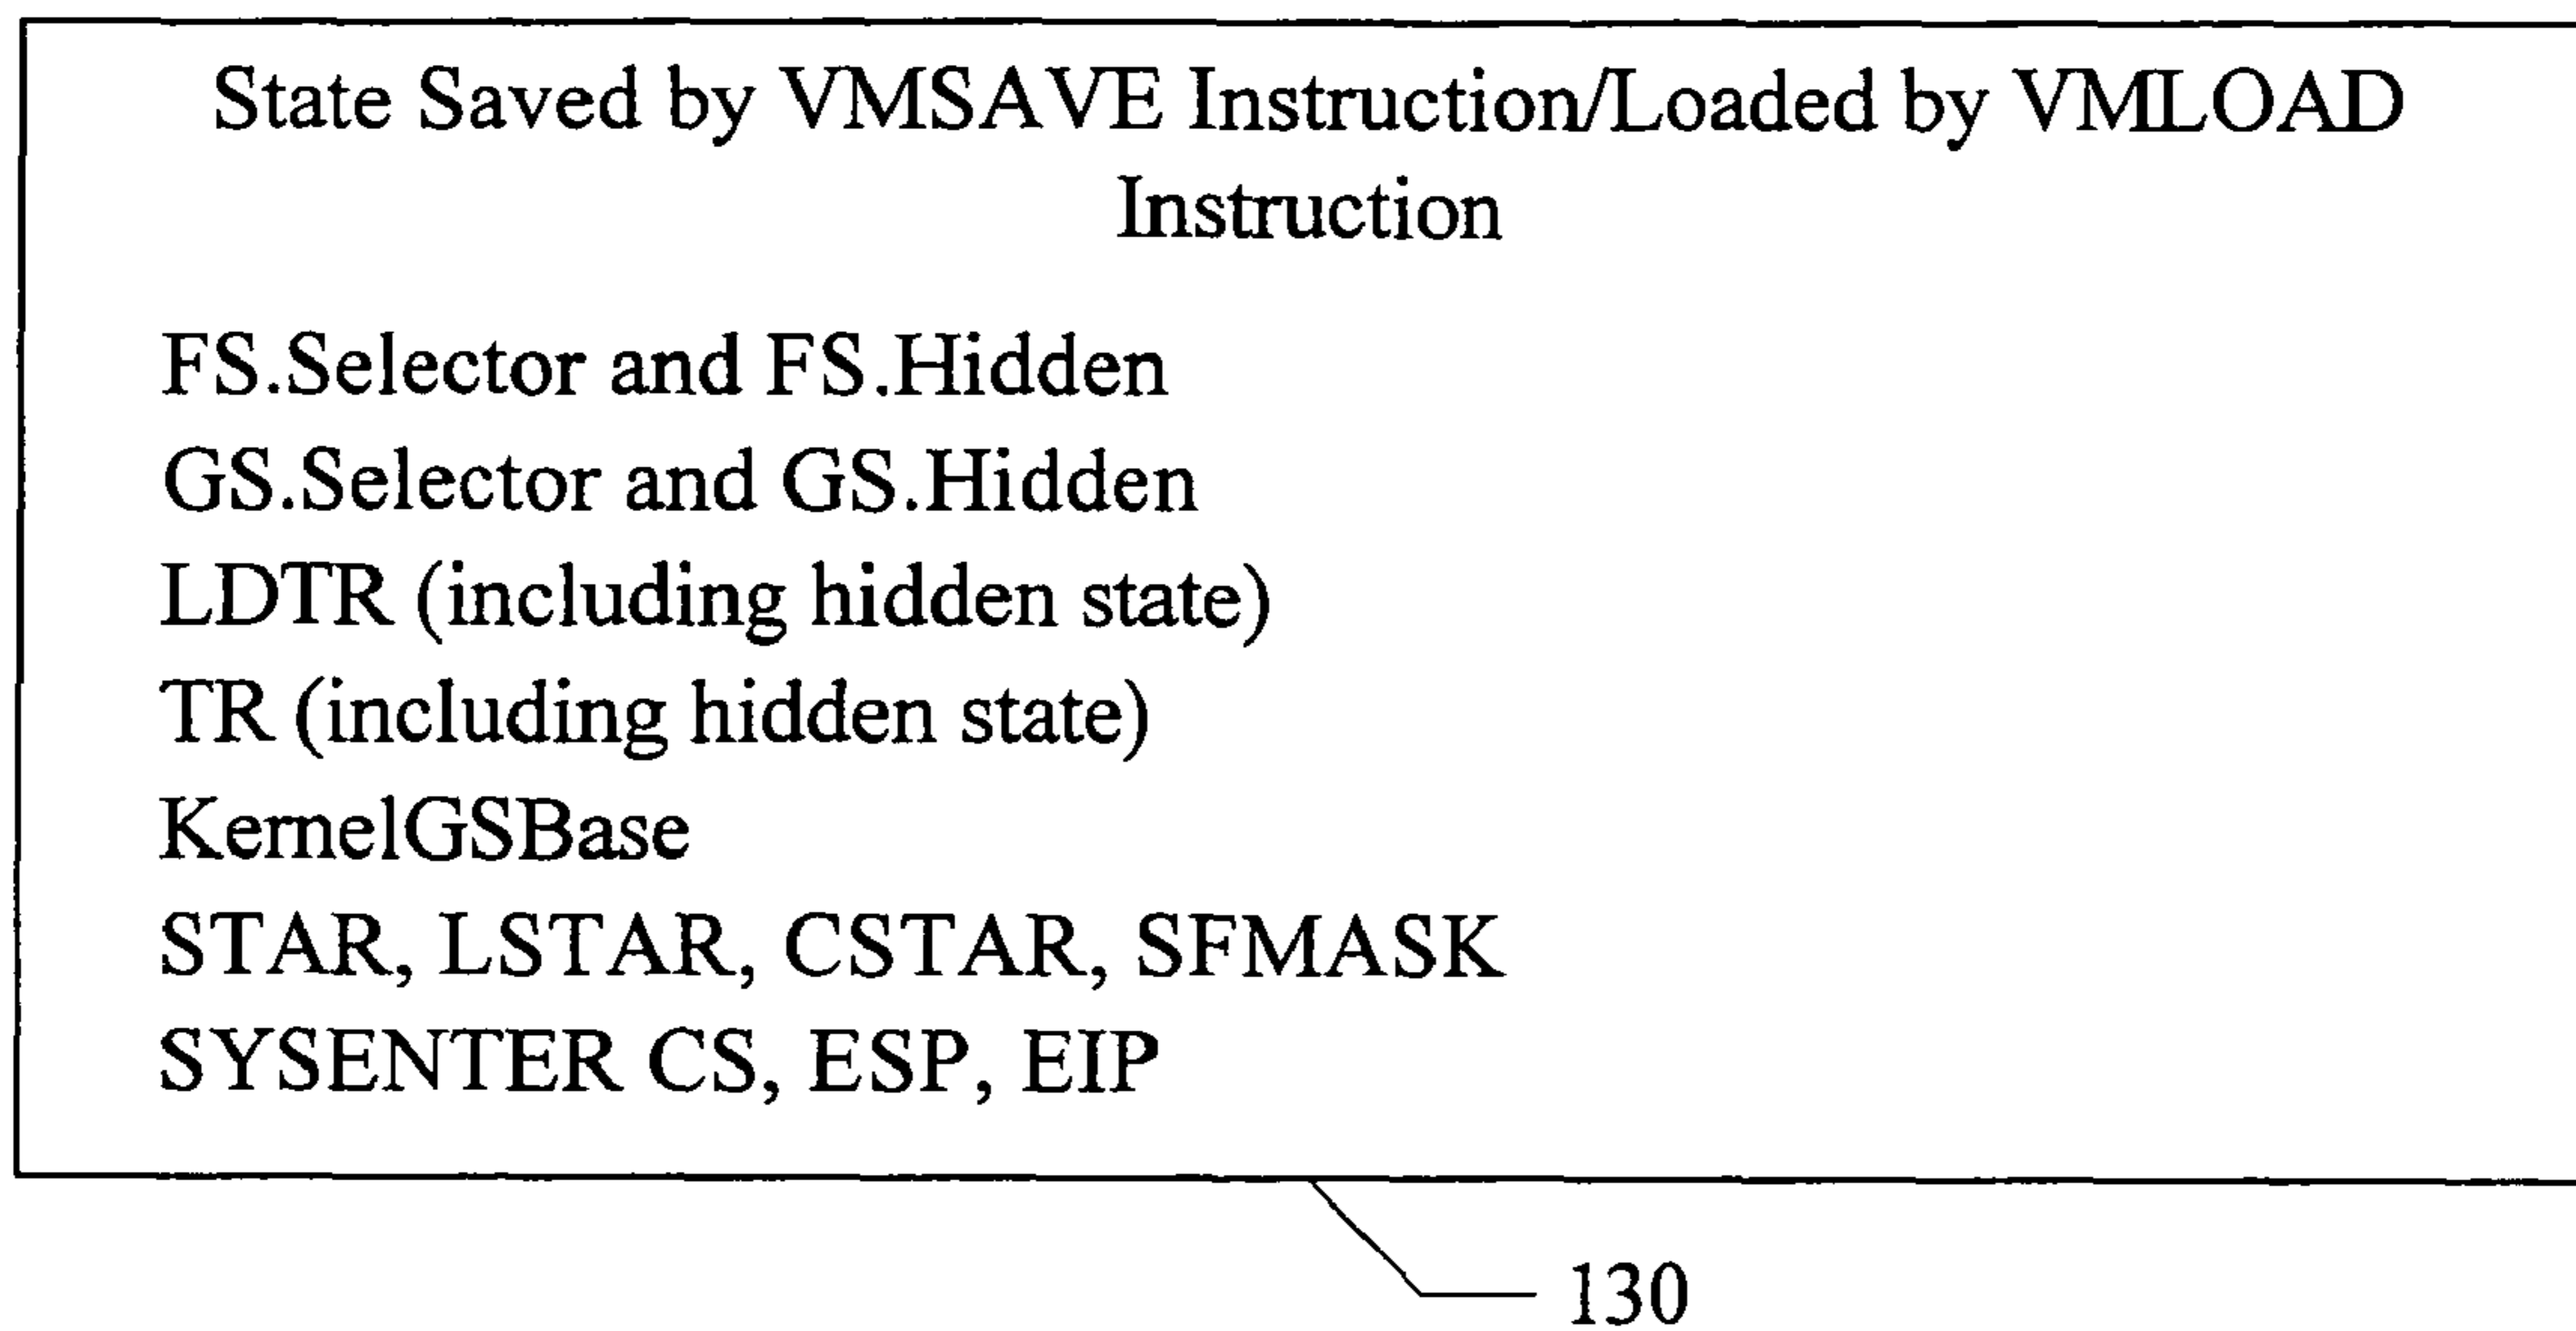 State Saved by VMSAVE Instruction/Loaded by VMLOAD
Instruction
FS.Selector and FS.Hidden
GS.Selector and GS.Hidden
LDTR (including hidden state)
TR (including hidden state)
KernelGSBase
STAR, LSTAR, CSTAR, SFMASK
SYSENTER CS, ESP, EIP
130